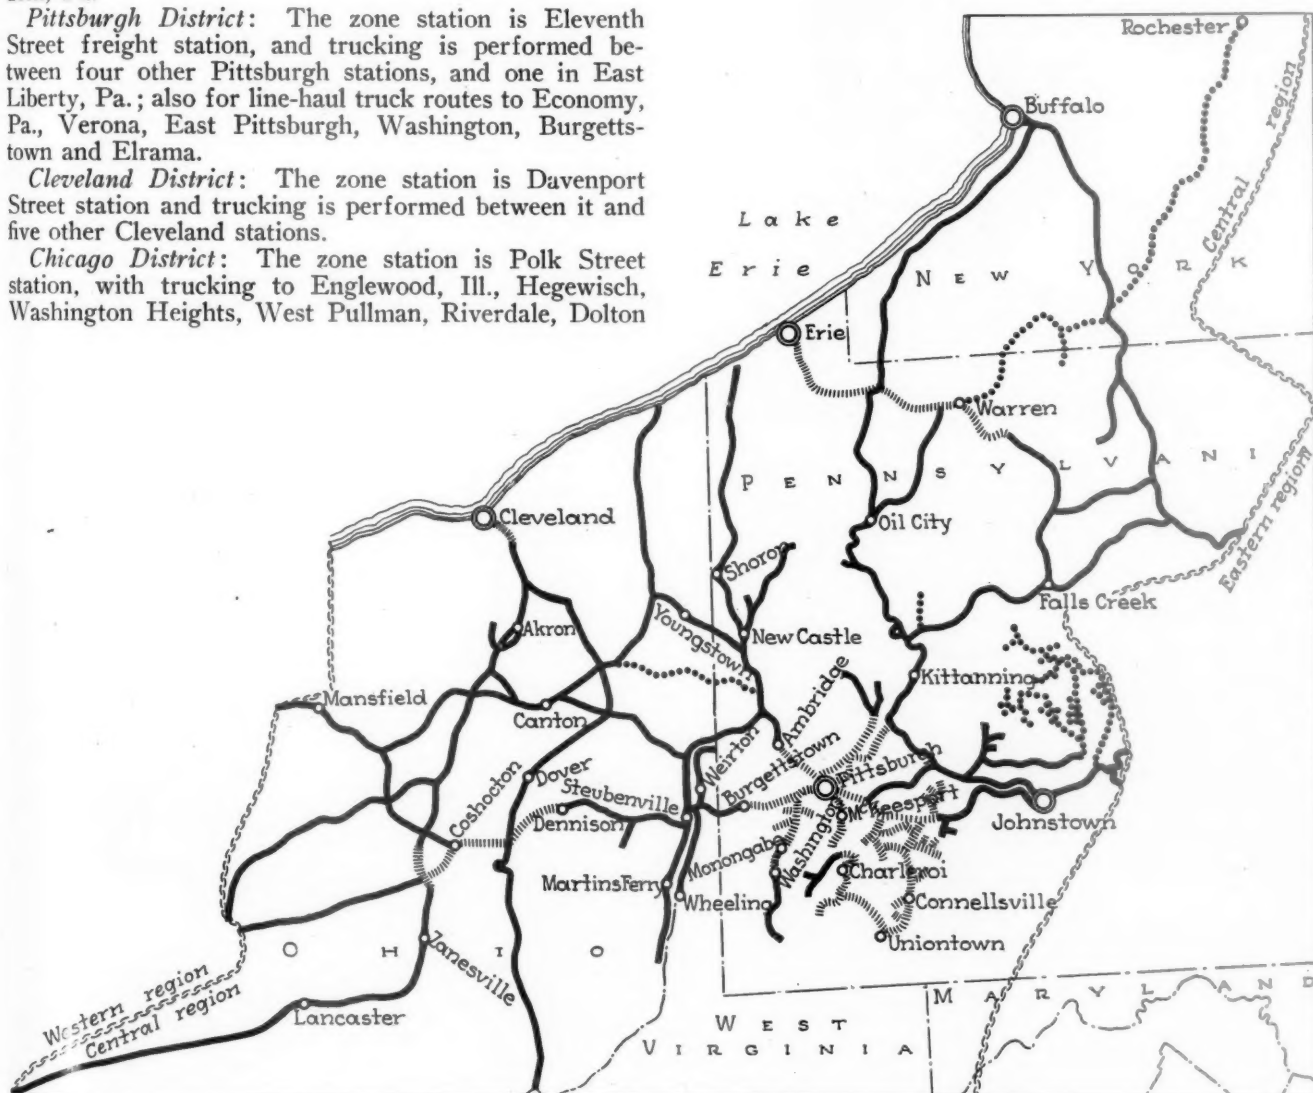 Pittsburgh District: The zone station is Eleventh
Street freight station, and trucking is performed be-
tween four other Pittsburgh stations, and one in East
Liberty, Pa.; also for line-haul truck routes to Economy,
Pa., Verona, East Pittsburgh, Washington, Burgetts-
town and Elrama.
Cleveland District: The zone station is Davenport
Street station and trucking is performed between it and
five other Cleveland stations.
Chicago District: The zone station is Polk Street
station, with trucking to Englewood, Ill., Hegewisch,
Washington Heights, West Pullman, Riverdale, Dolton
Rochester
Buffalo
Central region
Lake
Erie
NEW YORK
Erie
Warren
PENNSYLVANI
Eastern region
Cleveland
Oil City
Sharon
Falls Creek
Akron
Youngstown
New Castle
Kittanning
Mansfield
Canton
Ambridge
Weirton
Burgettstown
Pittsburgh
Dover
Coshocton
Steubenville
Dennison
McKeesport
Johnstown
Monongah
Washington
Charleroi
Martins Ferry
Wheeling
Connellsville
Uniontown
OHIO
Zanesville
Western region
Central region
Lancaster
MARYLAND
WEST
VIRGINIA